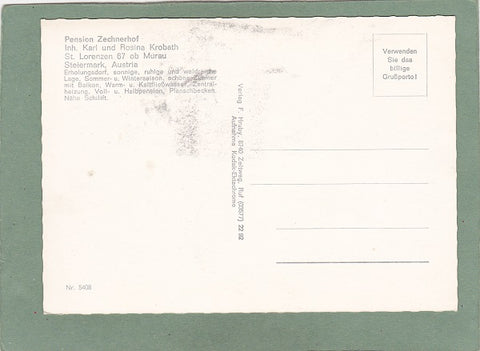 Pension Zechnerhof
Inh. Karl und Rosina Krobath
St. Lorenzen 67 ob Murau
Steiermark, Austria
Erholungsdorf, sonnige, ruhige und waldreiche
Lage, Sommer- u. Wintersaison, schöne Zimmer
mit Balkon, Warm- u. Kaltfließwasser, Zentral-
heizung, Voll- u. Halbpension, Planschbecken.
Nähe Schilift.
Verwenden
Sie das
billige
Grußporto!
Verlag F. Hruby, 8740 Zeltweg, Ruf (03577) 22 92
Aufnahme Kodak-Ektachrome
Nr. 5408